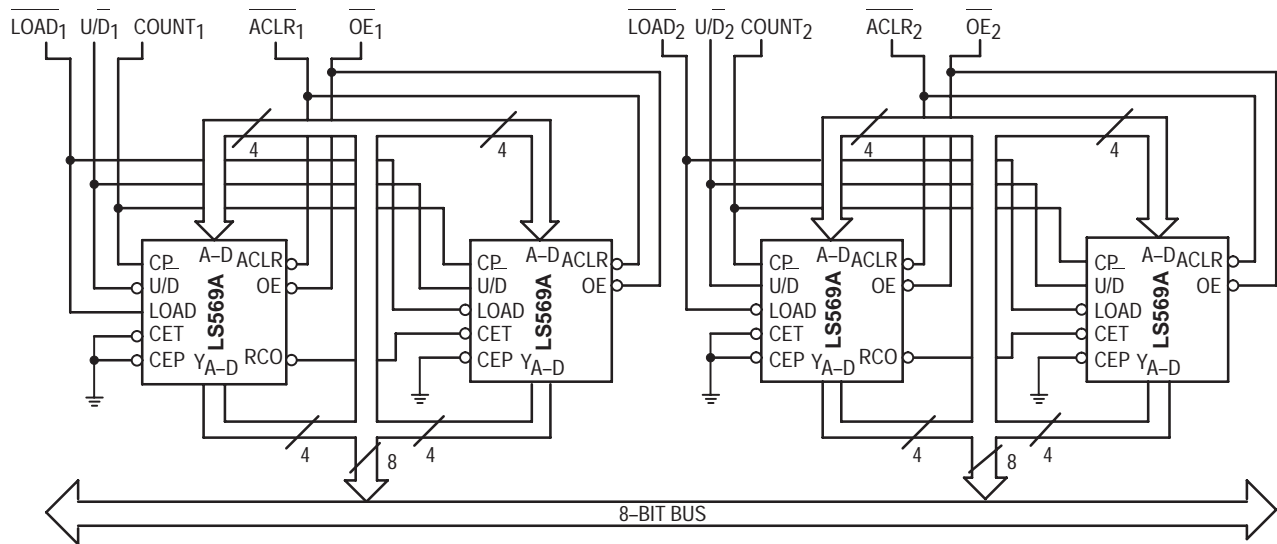 LOAD1 U/D1 COUNT1 ACLR1 OE1 LOAD2 U/D2 COUNT2 ACLR2 OE2
4 4 4 4
A–D A–D A–D A–D
CP ACLR CP ACLR CP ACLR CP ACLR
U/D OE U/D OE U/D OE U/D OE
LOAD LOAD LOAD LOAD
LS569A LS569A LS569A LS569A
CET CET CET CET
CEP YA–D RCO CEP YA–D CEP YA–D RCO CEP YA–D
4 8 4 4 8 4
8–BIT BUS